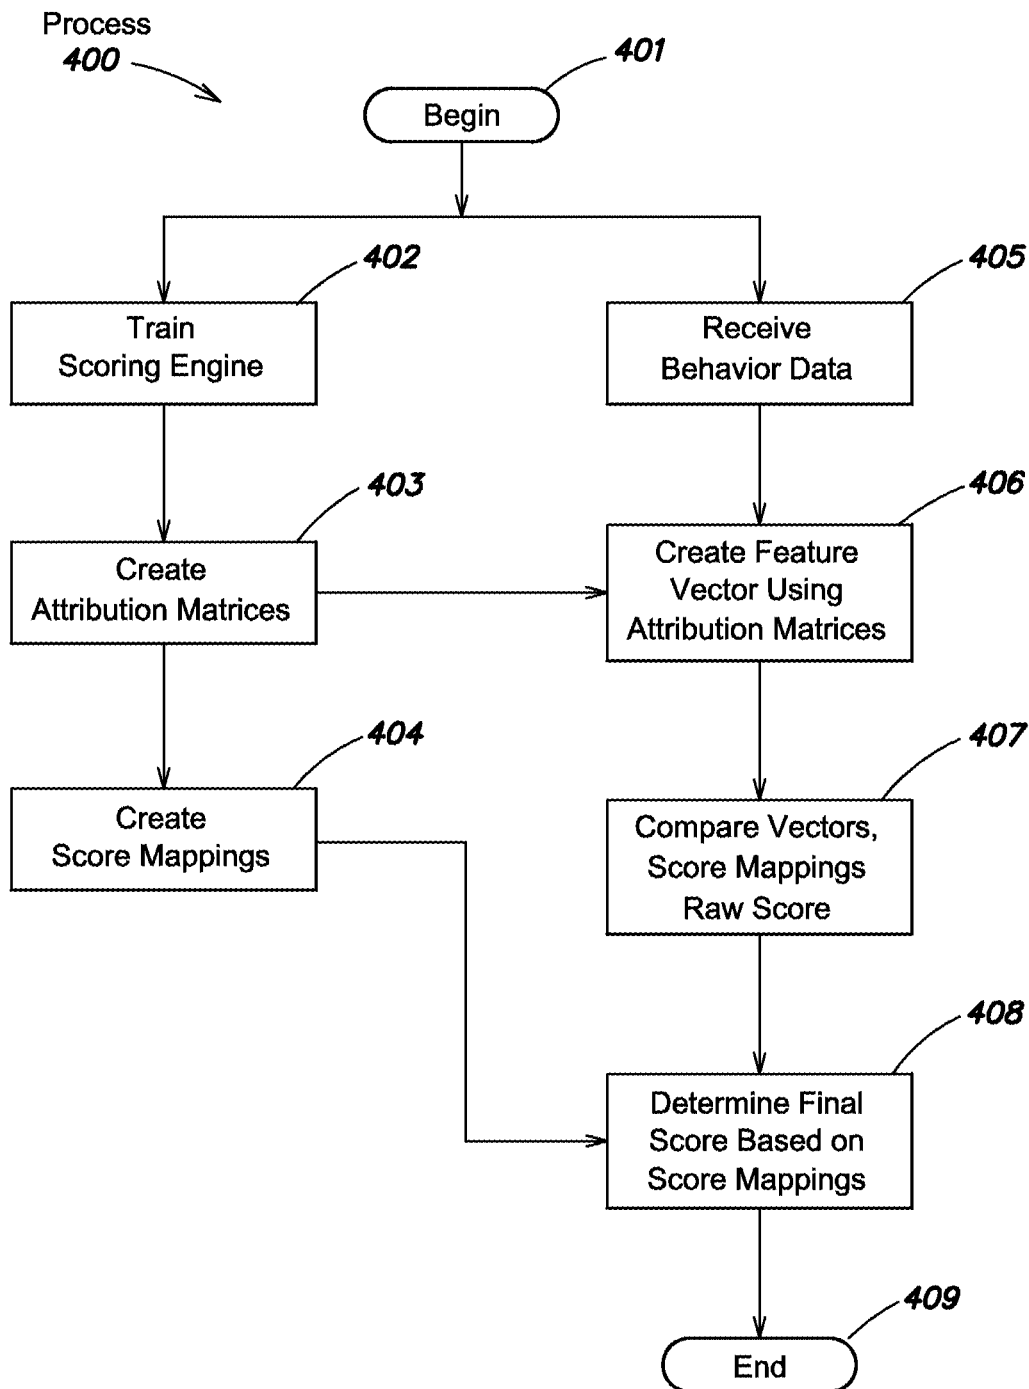 Process
400
401
Begin
402
Train
Scoring Engine
405
Receive
Behavior Data
403
Create
Attribution Matrices
406
Create Feature
Vector Using
Attribution Matrices
404
Create
Score Mappings
407
Compare Vectors,
Score Mappings
Raw Score
408
Determine Final
Score Based on
Score Mappings
409
End